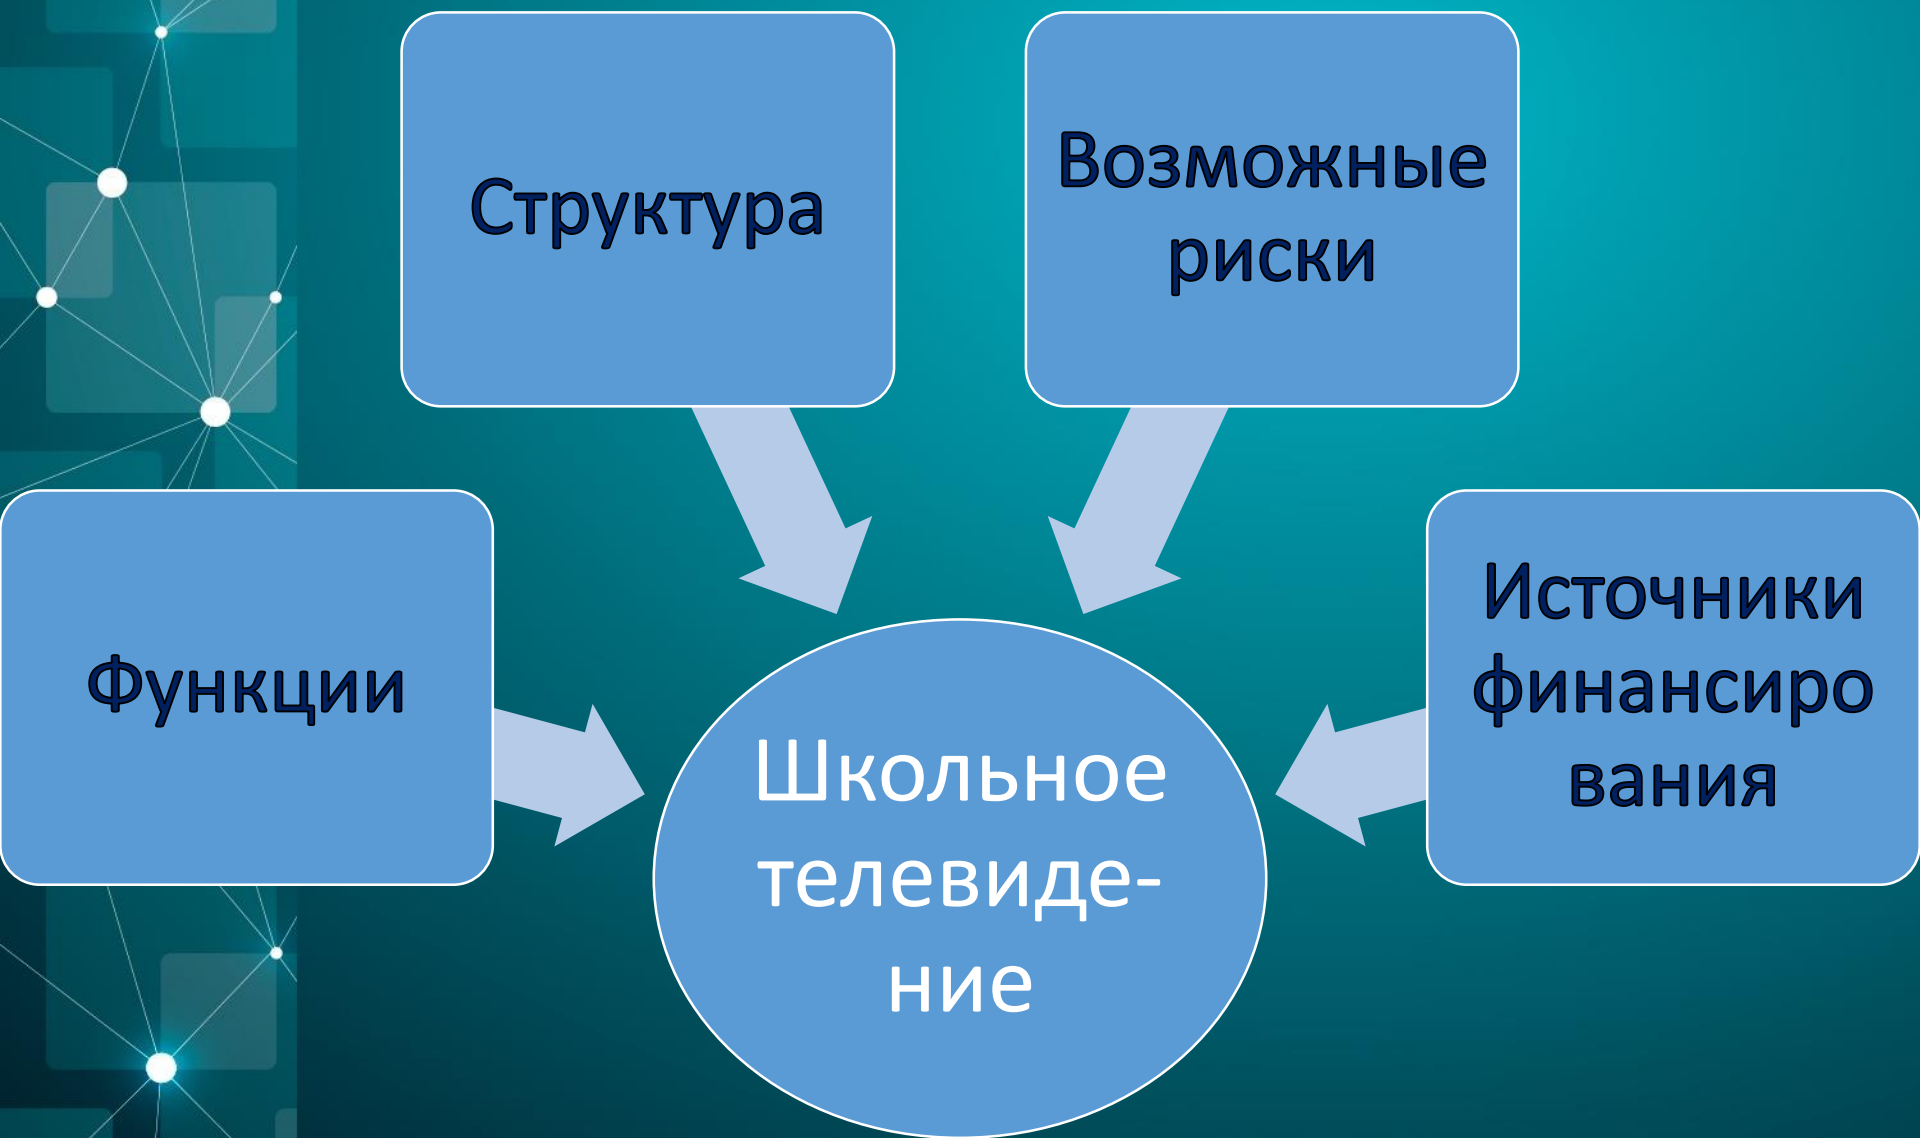 Структура
Возможные
риски
Функции
Источники
финансиро
вания
Школьное
телевиде-
ние